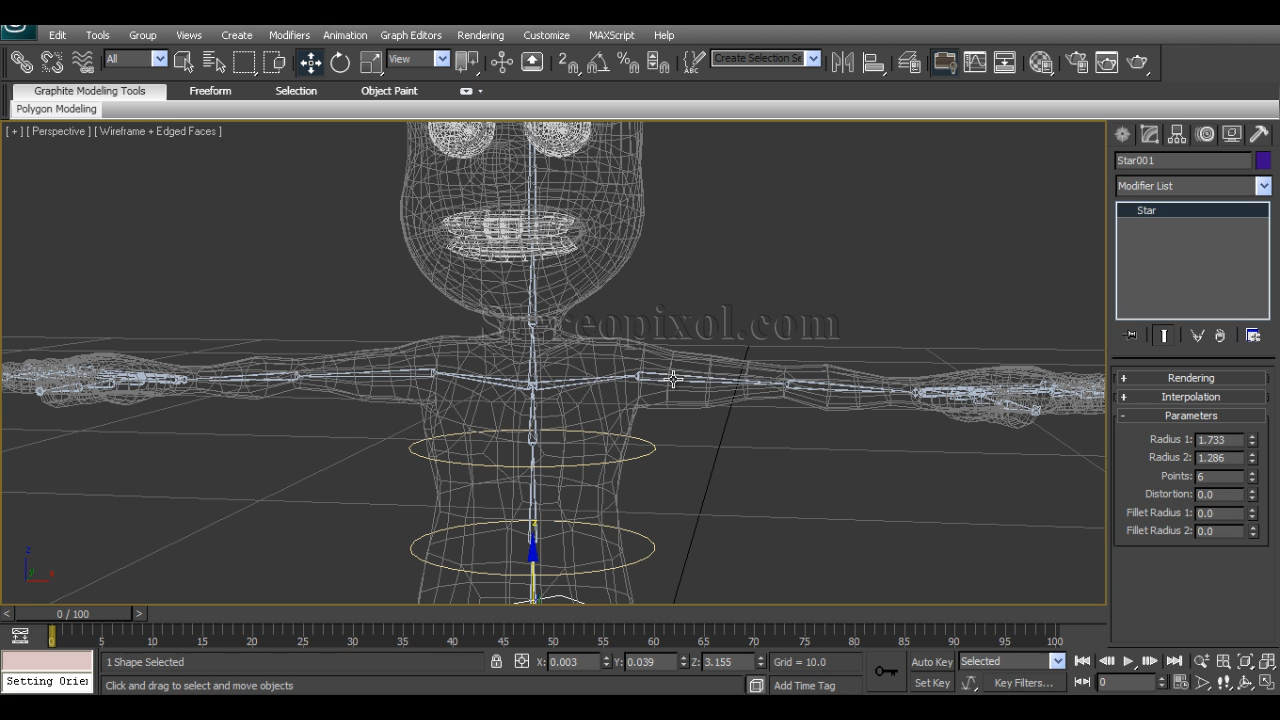 Edit Tools Group Views Create Modifiers Animation Graph Editors Rendering Customize MAXScript Help
All View Create Selection Se
Graphite Modeling Tools Freeform Selection Object Paint
Polygon Modeling
[ + ] [ Perspective ] [ Wireframe + Edged Faces ]
Star001
Modifier List
Star
Stereopixol.com
+ Rendering
+ Interpolation
- Parameters
Radius 1: 1.733
Radius 2: 1.286
Points: 6
Distortion: 0.0
Fillet Radius 1: 0.0
Fillet Radius 2: 0.0
z
y
x
z
< 0 / 100 >
0 5 10 15 20 25 30 35 40 45 50 55 60 65 70 75 80 85 90 95 100
1 Shape Selected X: 0.003 Y: 0.039 Z: 3.155 Grid = 10.0 Auto Key Selected
Setting Orie Click and drag to select and move objects Add Time Tag Set Key Key Filters... 0